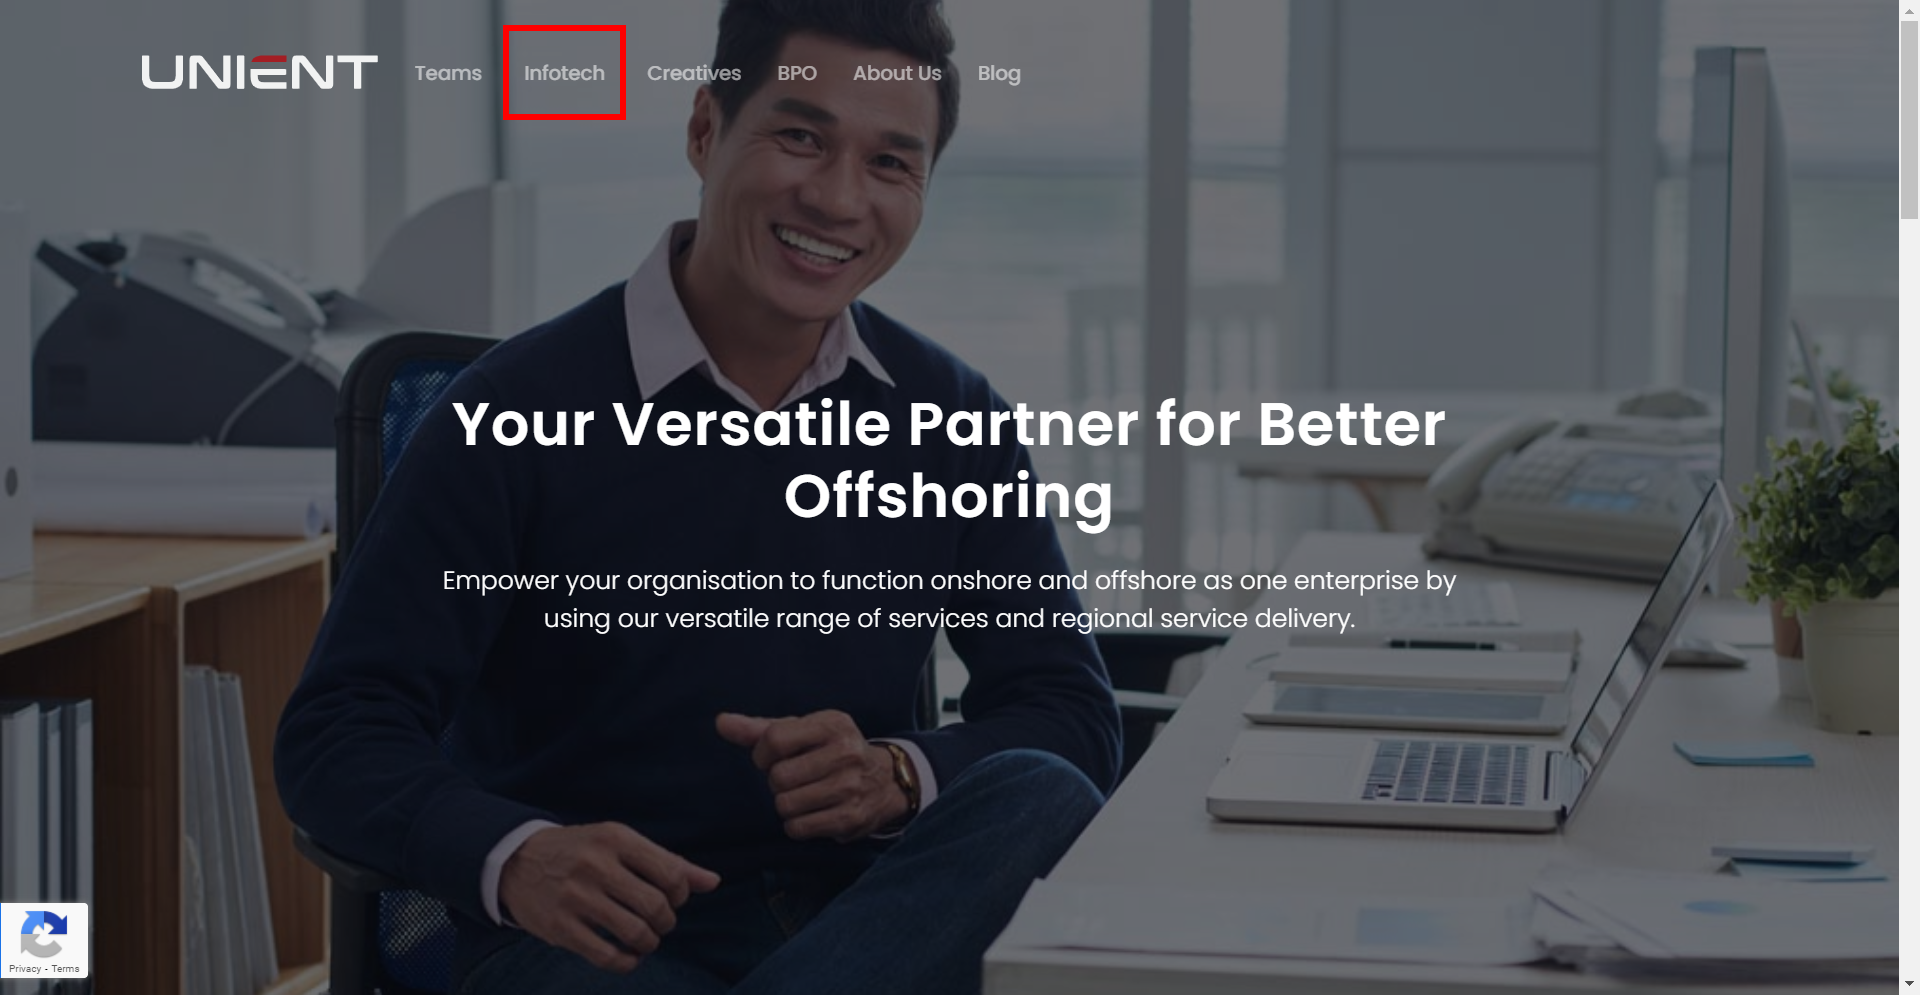 UNIENT Teams Infotech Creatives BPO About Us Blog
Your Versatile Partner for Better
Offshoring
Empower your organisation to function onshore and offshore as one enterprise by
using our versatile range of services and regional service delivery.
Privacy - Terms